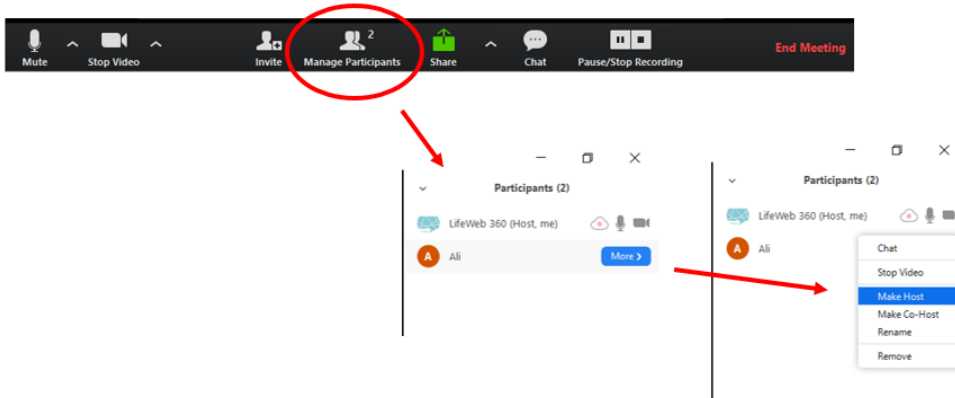 2
Mute Stop Video Invite Manage Participants Share Chat Pause/Stop Recording End Meeting
Participants (2)
LifeWeb 360 (Host, me)
A Ali More >
Participants (2)
LifeWeb 360 (Host, me)
A Ali
Chat
Stop Video
Make Host
Make Co-Host
Rename
Remove